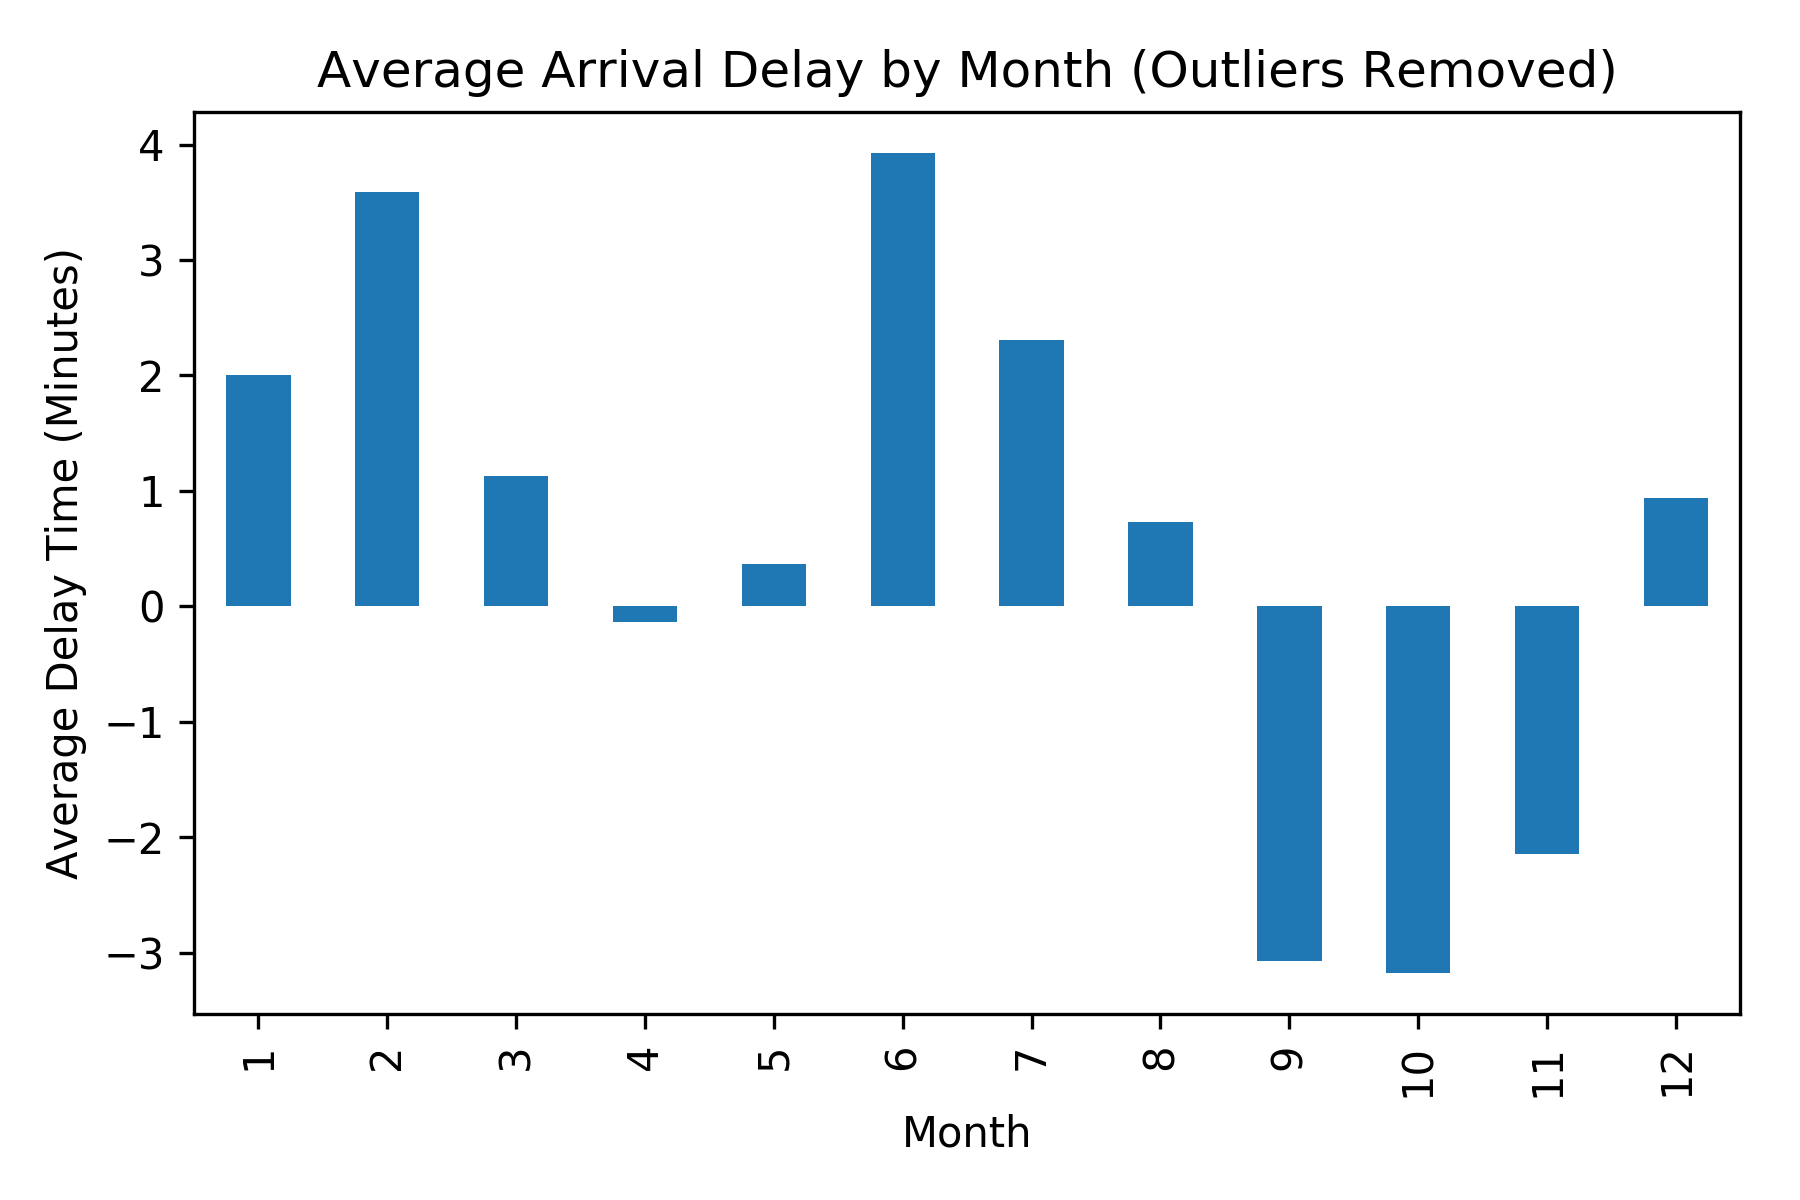 Average Arrival Delay by Month (Outliers Removed)
Average Delay Time (Minutes)
4
3
2
1
0
−1
−2
−3
1 2 3 4 5 6 7 8 9 10 11 12
Month